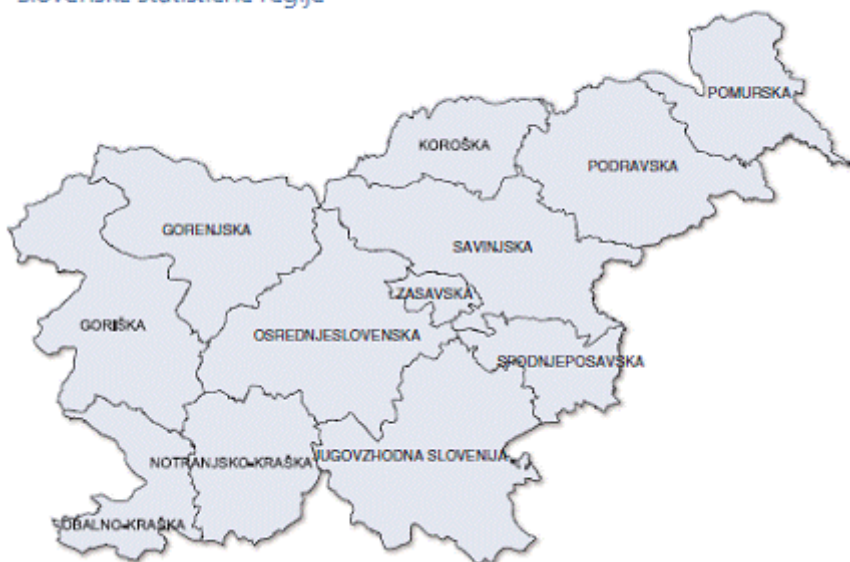 POMURSKA
KOROŠKA
PODRAVSKA
GORENJSKA
SAVINJSKA
ZASAVSKA
GORIŠKA
OSREDNJESLOVENSKA
SPODNJEPOSAVSKA
NOTRANJSKO-KRAŠKA
JUGOVZHODNA SLOVENIJA
OBALNO-KRAŠKA